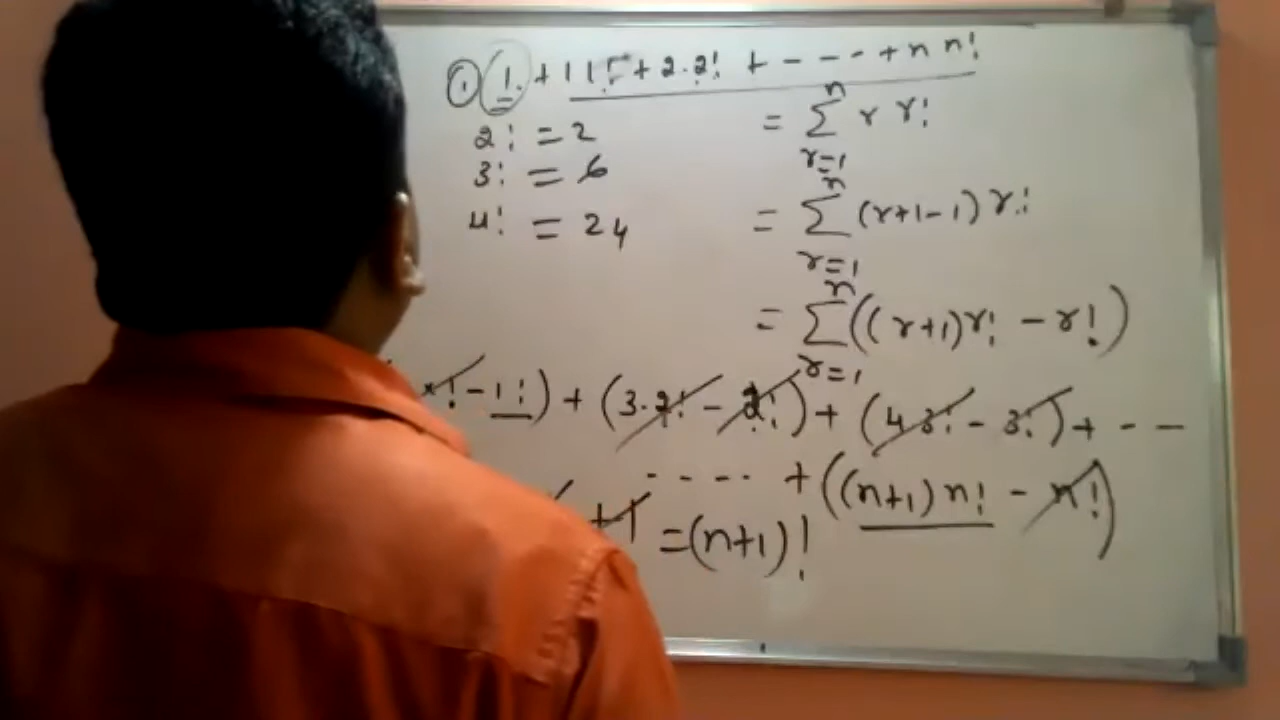 ① 1. + 1 1! + 2.2! + - - - - + n n!
2! = 2
3! = 6
4! = 24
= n Σ r=1 r r!
= n Σ r=1 (r+1-1) r!
= n Σ r=1 ((r+1)r! - r!)
! - 1!) + (3.2! - 2!) + (4 3! - 3!) + - -
- - - - + ((n+1) n! - n!)
+1 = (n+1)!